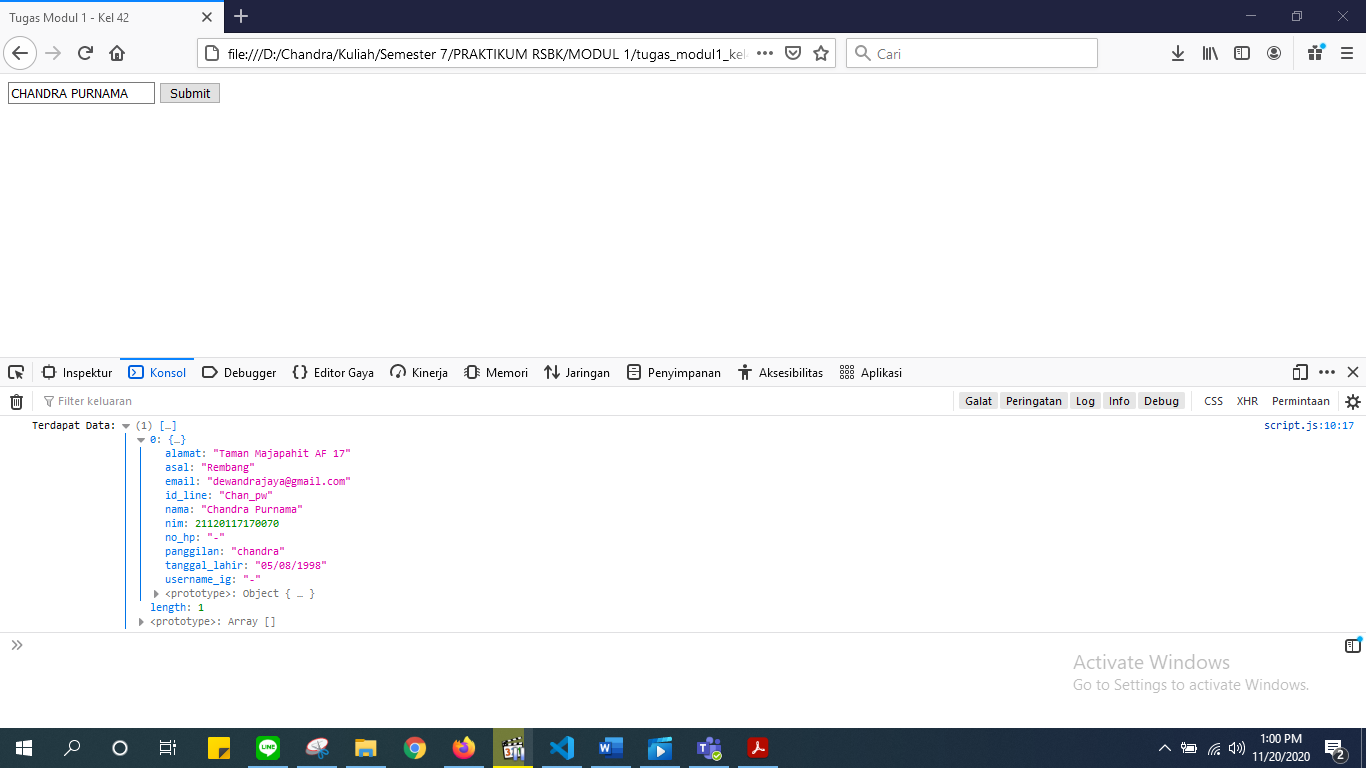 Tugas Modul 1 - Kel 42
file:///D:/Chandra/Kuliah/Semester 7/PRAKTIKUM RSBK/MODUL 1/tugas_modul1_kel
Cari
CHANDRA PURNAMA Submit
Inspektur Konsol Debugger Editor Gaya Kinerja Memori Jaringan Penyimpanan Aksesibilitas Aplikasi
Filter keluaran Galat Peringatan Log Info Debug CSS XHR Permintaan
Terdapat Data: (1) […] script.js:10:17
0: {…}
alamat: "Taman Majapahit AF 17"
asal: "Rembang"
email: "dewandrajaya@gmail.com"
id_line: "Chan_pw"
nama: "Chandra Purnama"
nim: 21120117170070
no_hp: "-"
panggilan: "chandra"
tanggal_lahir: "05/08/1998"
username_ig: "-"
<prototype>: Object { … }
length: 1
<prototype>: Array []
Activate Windows
Go to Settings to activate Windows.
LINE
1:00 PM
11/20/2020
2